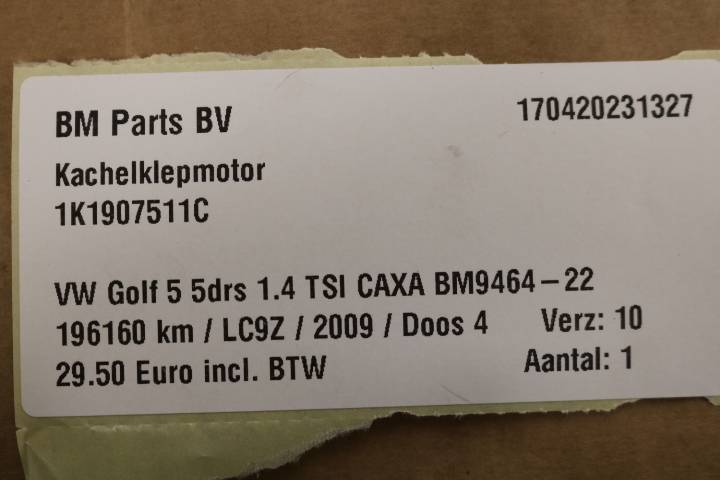 BM Parts BV 170420231327
Kachelklepmotor
1K1907511C
VW Golf 5 5drs 1.4 TSI CAXA BM9464-22
196160 km / LC9Z / 2009 / Doos 4 Verz: 10
29.50 Euro incl. BTW Aantal: 1